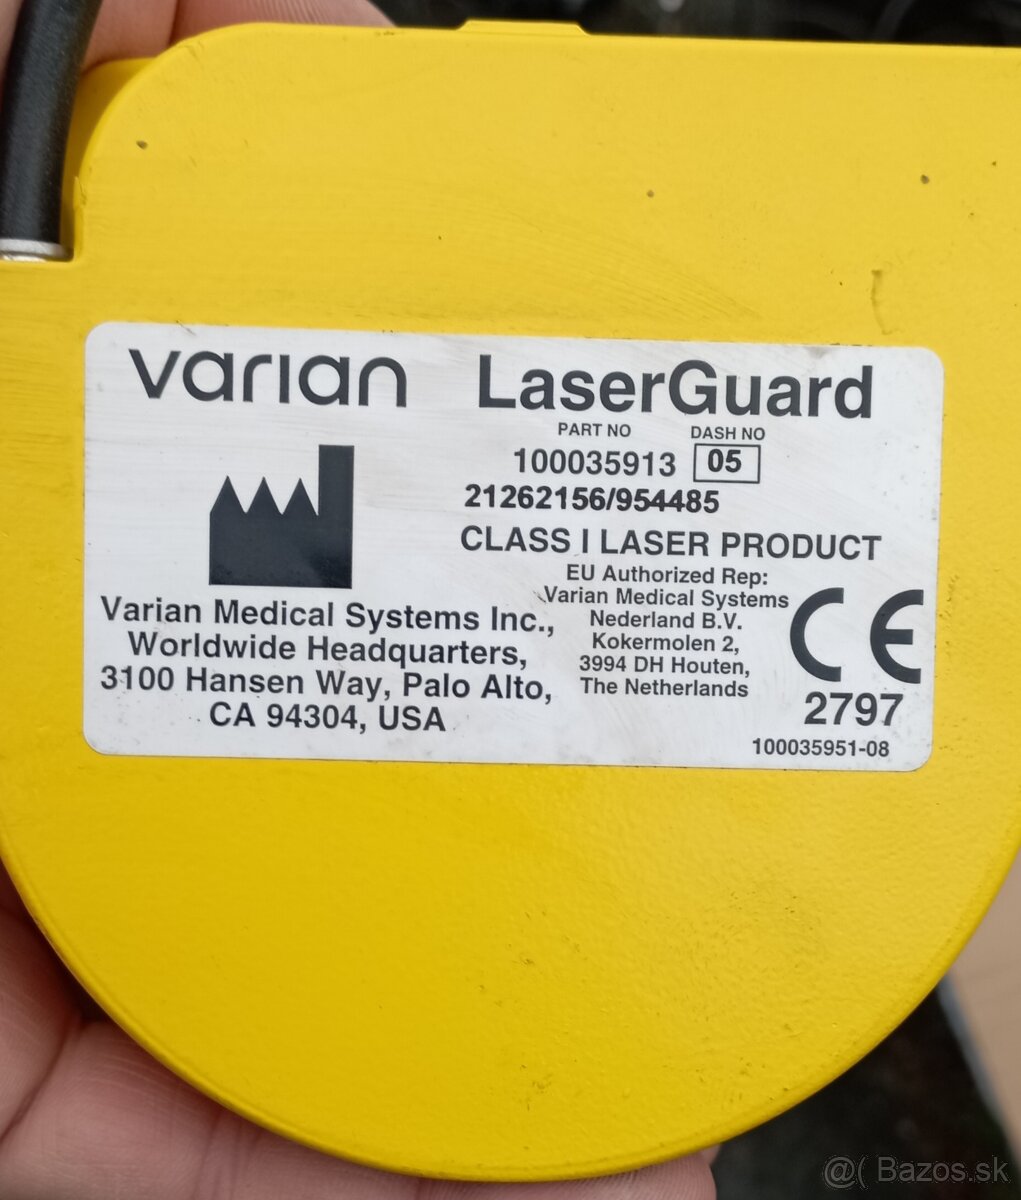 varian LaserGuard
PART NO DASH NO
100035913 05
21262156/954485
CLASS I LASER PRODUCT
EU Authorized Rep:
Varian Medical Systems
Nederland B.V.
Kokermolen 2,
3994 DH Houten,
The Netherlands
Varian Medical Systems Inc.,
Worldwide Headquarters,
3100 Hansen Way, Palo Alto,
CA 94304, USA
CE
2797
100035951-08
@( Bazos.sk